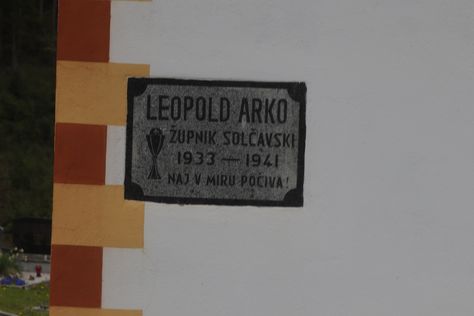 LEOPOLD ARKO
ŽUPNIK SOLČAVSKI
1933 — 1941
NAJ V MIRU POČIVA!